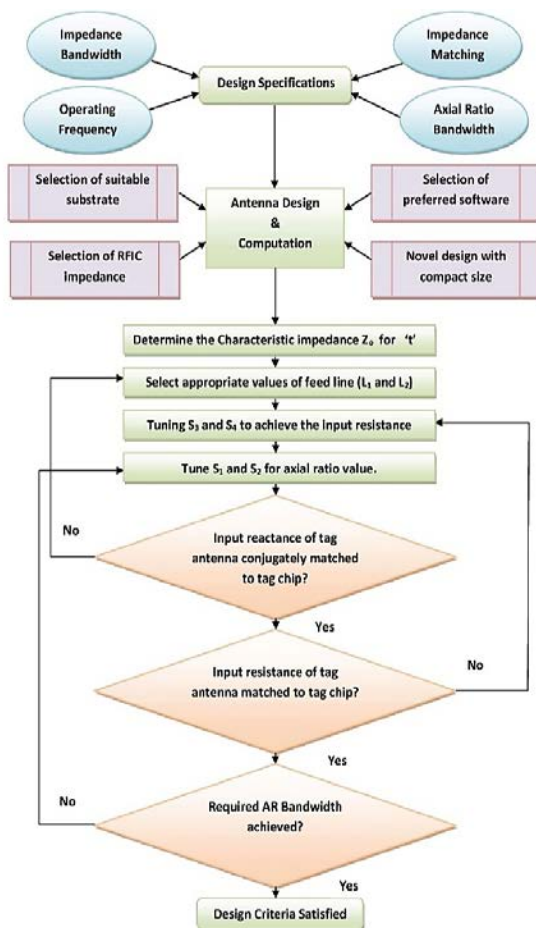 Impedance
Bandwidth
Impedance
Matching
Design Specifications
Operating
Frequency
Axial Ratio
Bandwidth
Selection of suitable
substrate
Selection of
preferred software
Antenna Design
&
Computation
Selection of RFIC
impedance
Novel design with
compact size
Determine the Characteristic impedance Zₒ for ‘t’
Select appropriate values of feed line (L₁ and L₂)
Tuning S₃ and S₄ to achieve the input resistance
Tune S₁ and S₂ for axial ratio value.
No
Input reactance of tag
antenna conjugately matched
to tag chip?
Yes
Input resistance of tag
antenna matched to tag chip?
No
Yes
No
Required AR Bandwidth
achieved?
Yes
Design Criteria Satisfied